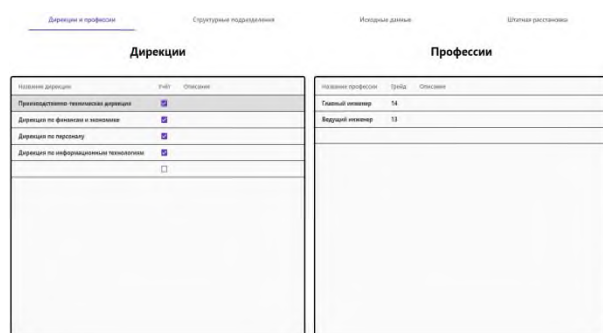 Дирекции и профессии
Структурные подразделения
Исходные данные
Штатная расстановка
Дирекции
Профессии
Название дирекции Учёт Описание
Производственно-техническая дирекция
Дирекция по финансам и экономике
Дирекция по персоналу
Дирекция по информационным технологиям
Название профессии Грейд Описание
Главный инженер 14
Ведущий инженер 13